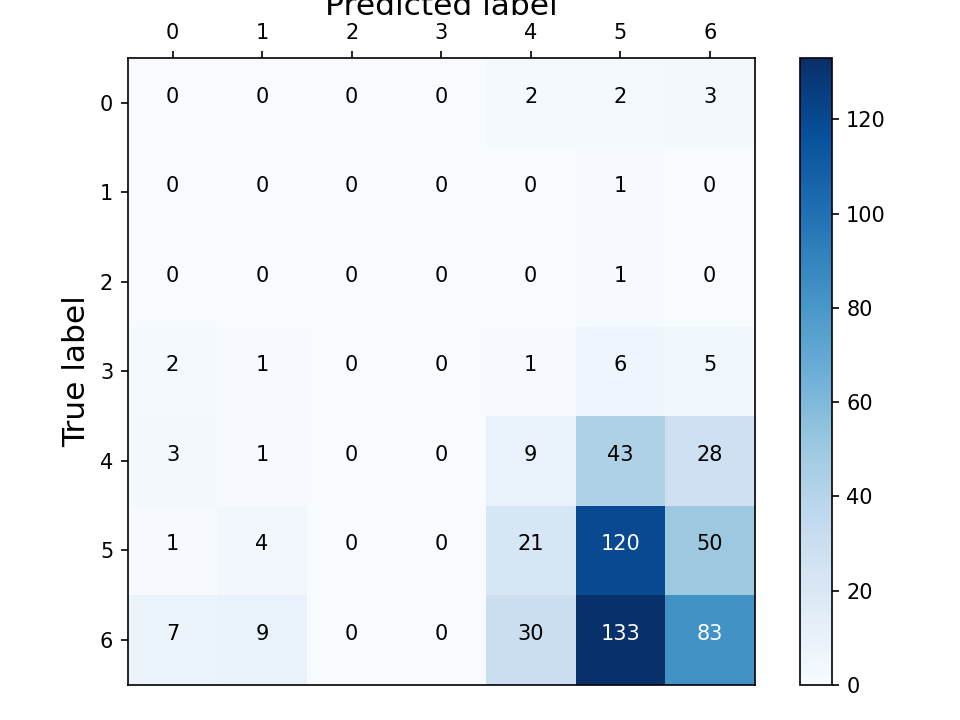 Predicted label
0 1 2 3 4 5 6
True label
0 0 0 0 0 2 2 3
1 0 0 0 0 0 1 0
2 0 0 0 0 0 1 0
3 2 1 0 0 1 6 5
4 3 1 0 0 9 43 28
5 1 4 0 0 21 120 50
6 7 9 0 0 30 133 83
120
100
80
60
40
20
0